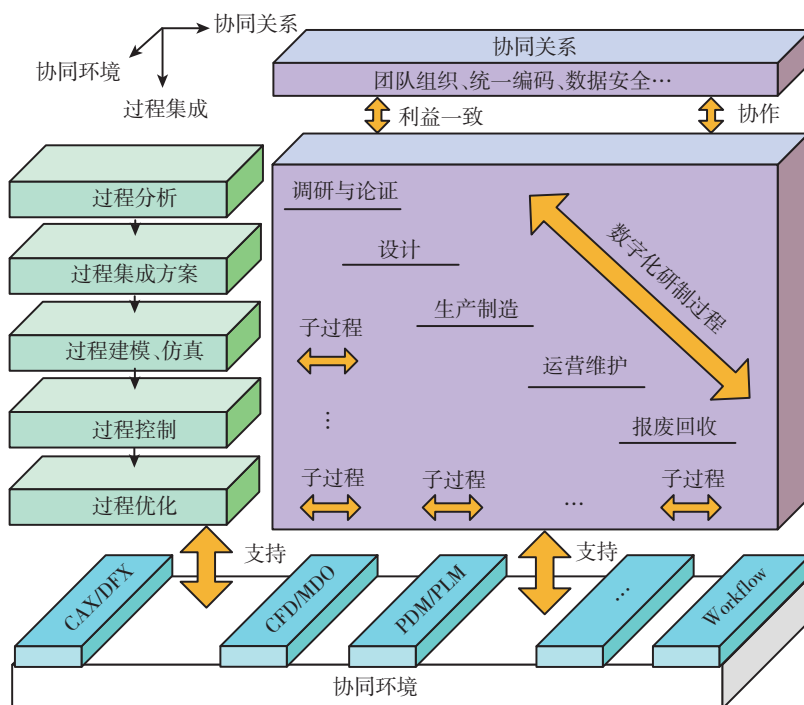 协同关系
协同环境
过程集成
协同关系
团队组织、统一编码、数据安全…
利益一致
协作
过程分析
过程集成方案
过程建模、仿真
过程控制
过程优化
调研与论证
设计
生产制造
运营维护
报废回收
数字化研制过程
子过程
⋮
子过程
子过程
…
子过程
支持
支持
CAX/DFX
CFD/MDO
PDM/PLM
…
Workflow
协同环境